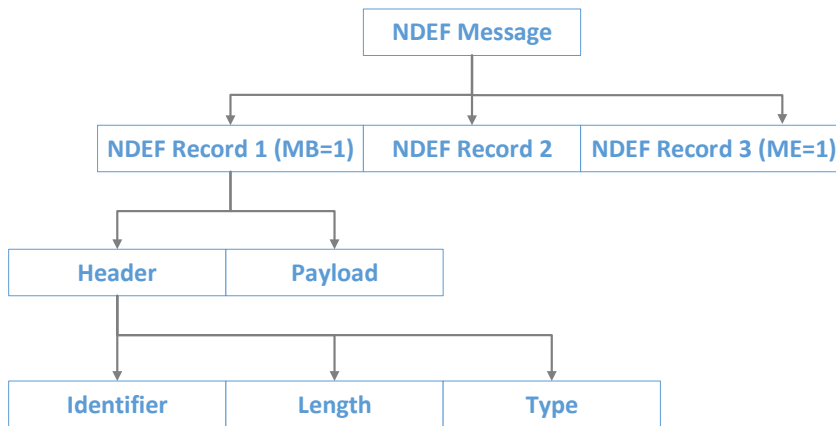 NDEF Message
NDEF Record 1 (MB=1)
NDEF Record 2
NDEF Record 3 (ME=1)
Header
Payload
Identifier
Length
Type